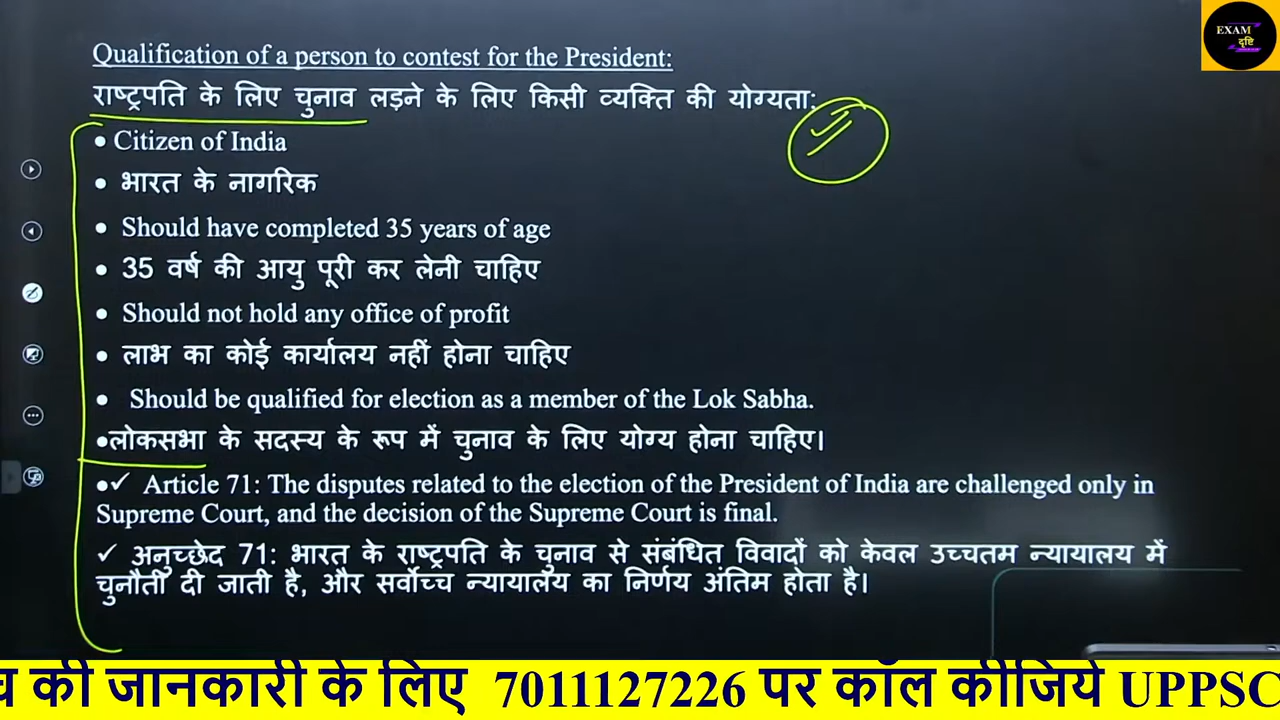 EXAM
दृष्टि
Qualification of a person to contest for the President:
राष्ट्रपति के लिए चुनाव लड़ने के लिए किसी व्यक्ति की योग्यता:
• Citizen of India
• भारत के नागरिक
• Should have completed 35 years of age
• 35 वर्ष की आयु पूरी कर लेनी चाहिए
• Should not hold any office of profit
• लाभ का कोई कार्यालय नहीं होना चाहिए
• Should be qualified for election as a member of the Lok Sabha.
•लोकसभा के सदस्य के रूप में चुनाव के लिए योग्य होना चाहिए।
•✓ Article 71: The disputes related to the election of the President of India are challenged only in
Supreme Court, and the decision of the Supreme Court is final.
✓ अनुच्छेद 71: भारत के राष्ट्रपति के चुनाव से संबंधित विवादों को केवल उच्चतम न्यायालय में
चुनौती दी जाती है, और सर्वोच्च न्यायालय का निर्णय अंतिम होता है।
की जानकारी के लिए 7011127226 पर कॉल कीजिये UPPSC